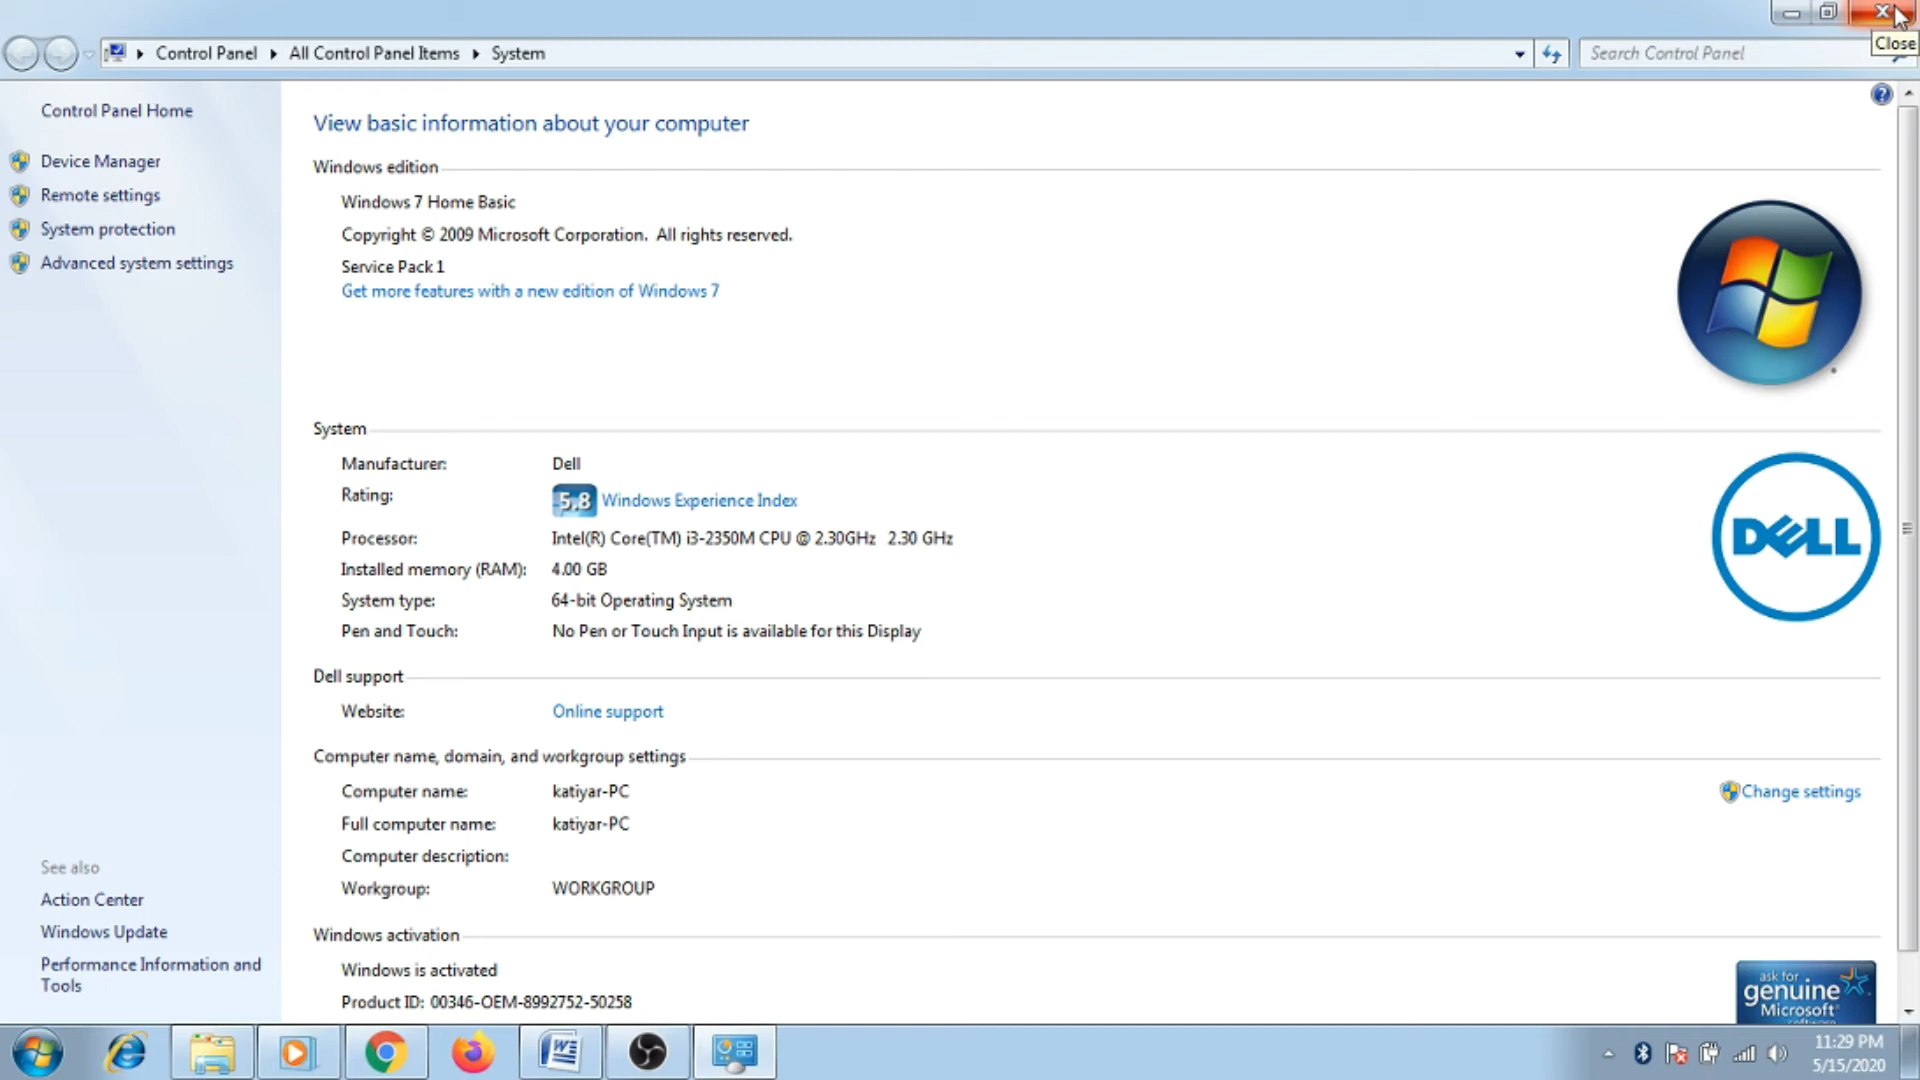 Close
Control Panel ▸ All Control Panel Items ▸ System
Search Control Panel
Control Panel Home
Device Manager
Remote settings
System protection
Advanced system settings
See also
Action Center
Windows Update
Performance Information and
Tools
View basic information about your computer
Windows edition
Windows 7 Home Basic
Copyright © 2009 Microsoft Corporation. All rights reserved.
Service Pack 1
Get more features with a new edition of Windows 7
System
Manufacturer: Dell
Rating: 5,8 Windows Experience Index
Processor: Intel(R) Core(TM) i3-2350M CPU @ 2.30GHz 2.30 GHz
Installed memory (RAM): 4.00 GB
System type: 64-bit Operating System
Pen and Touch: No Pen or Touch Input is available for this Display
DELL
Dell support
Website: Online support
Computer name, domain, and workgroup settings
Computer name: katiyar-PC
Change settings
Full computer name: katiyar-PC
Computer description:
Workgroup: WORKGROUP
Windows activation
Windows is activated
Product ID: 00346-OEM-8992752-50258
ask for
genuine
Microsoft
software
11:29 PM
5/15/2020